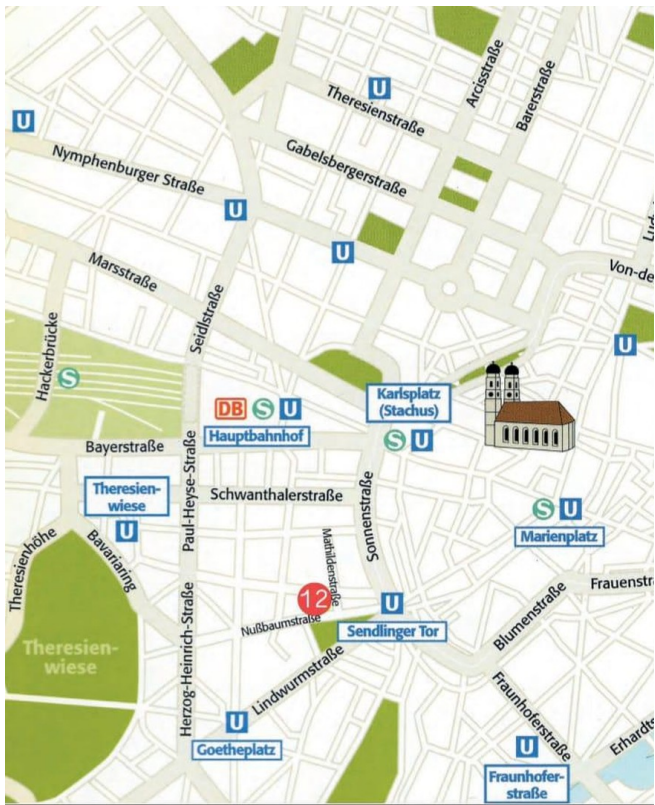 U
Theresienstraße
Arcisstraße
Barerstraße
U
Nymphenburger Straße
Gabelsbergerstraße
U
U
Marsstraße
Von-de
Seidlstraße
Hackerbrücke
U
S
Karlsplatz
(Stachus)
DB S U
Hauptbahnhof
S U
Bayerstraße
Paul-Heyse-Straße
Schwanthalerstraße
Sonnenstraße
Theresien-
wiese
U
S U
Marienplatz
Theresienhöhe
Bavariaring
Mathildenstraße
12
Nußbaumstraße
U
Sendlinger Tor
Blumenstraße
Frauenstr
Theresien-
wiese
Herzog-Heinrich-Straße
Lindwurmstraße
U
Goetheplatz
Fraunhoferstraße
U
Fraunhofer-
straße
Erhardts